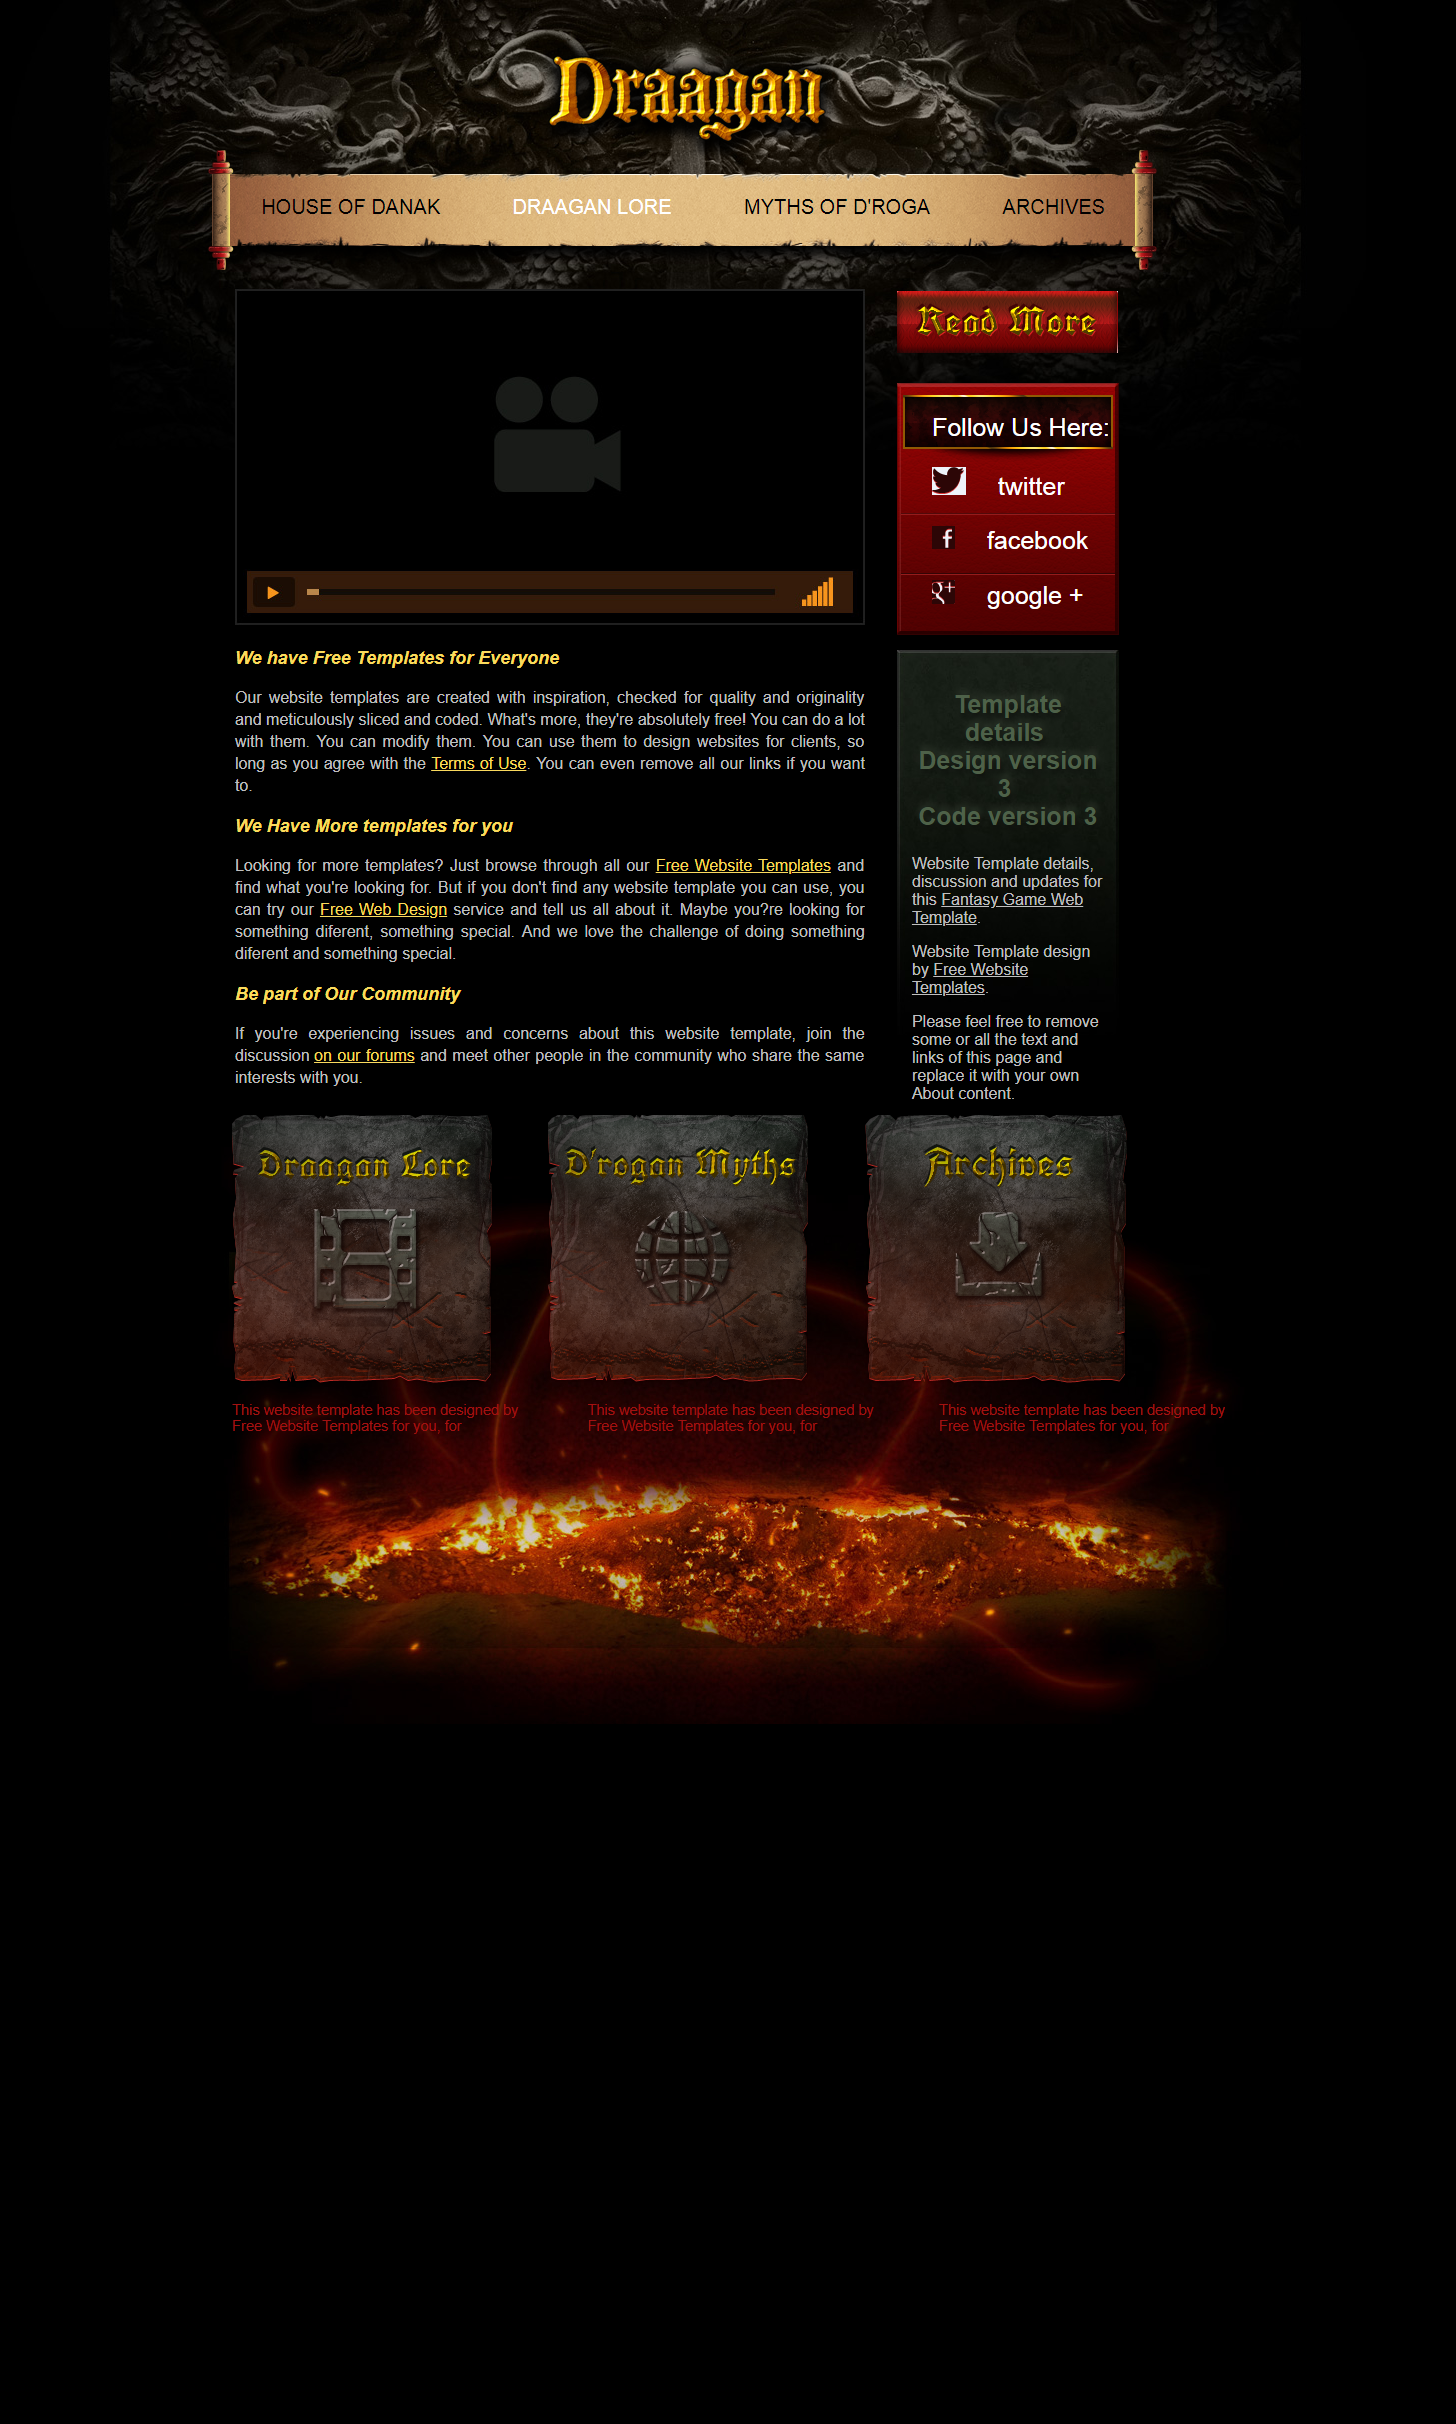 Draagan
HOUSE OF DANAK
DRAAGAN LORE
MYTHS OF D'ROGA
ARCHIVES
We have Free Templates for Everyone
Our website templates are created with inspiration, checked for quality and originality
and meticulously sliced and coded. What's more, they're absolutely free! You can do a lot
with them. You can modify them. You can use them to design websites for clients, so
long as you agree with the Terms of Use. You can even remove all our links if you want
to.
We Have More templates for you
Looking for more templates? Just browse through all our Free Website Templates and
find what you're looking for. But if you don't find any website template you can use, you
can try our Free Web Design service and tell us all about it. Maybe you?re looking for
something diferent, something special. And we love the challenge of doing something
diferent and something special.
Be part of Our Community
If you're experiencing issues and concerns about this website template, join the
discussion on our forums and meet other people in the community who share the same
interests with you.
Read More
Follow Us Here:
twitter
facebook
google +
Template
details
Design version
3
Code version 3
Website Template details,
discussion and updates for
this Fantasy Game Web
Template.
Website Template design
by Free Website
Templates.
Please feel free to remove
some or all the text and
links of this page and
replace it with your own
About content.
Draagan Lore
D'rogan Myths
Archives
This website template has been designed by
Free Website Templates for you, for
This website template has been designed by
Free Website Templates for you, for
This website template has been designed by
Free Website Templates for you, for